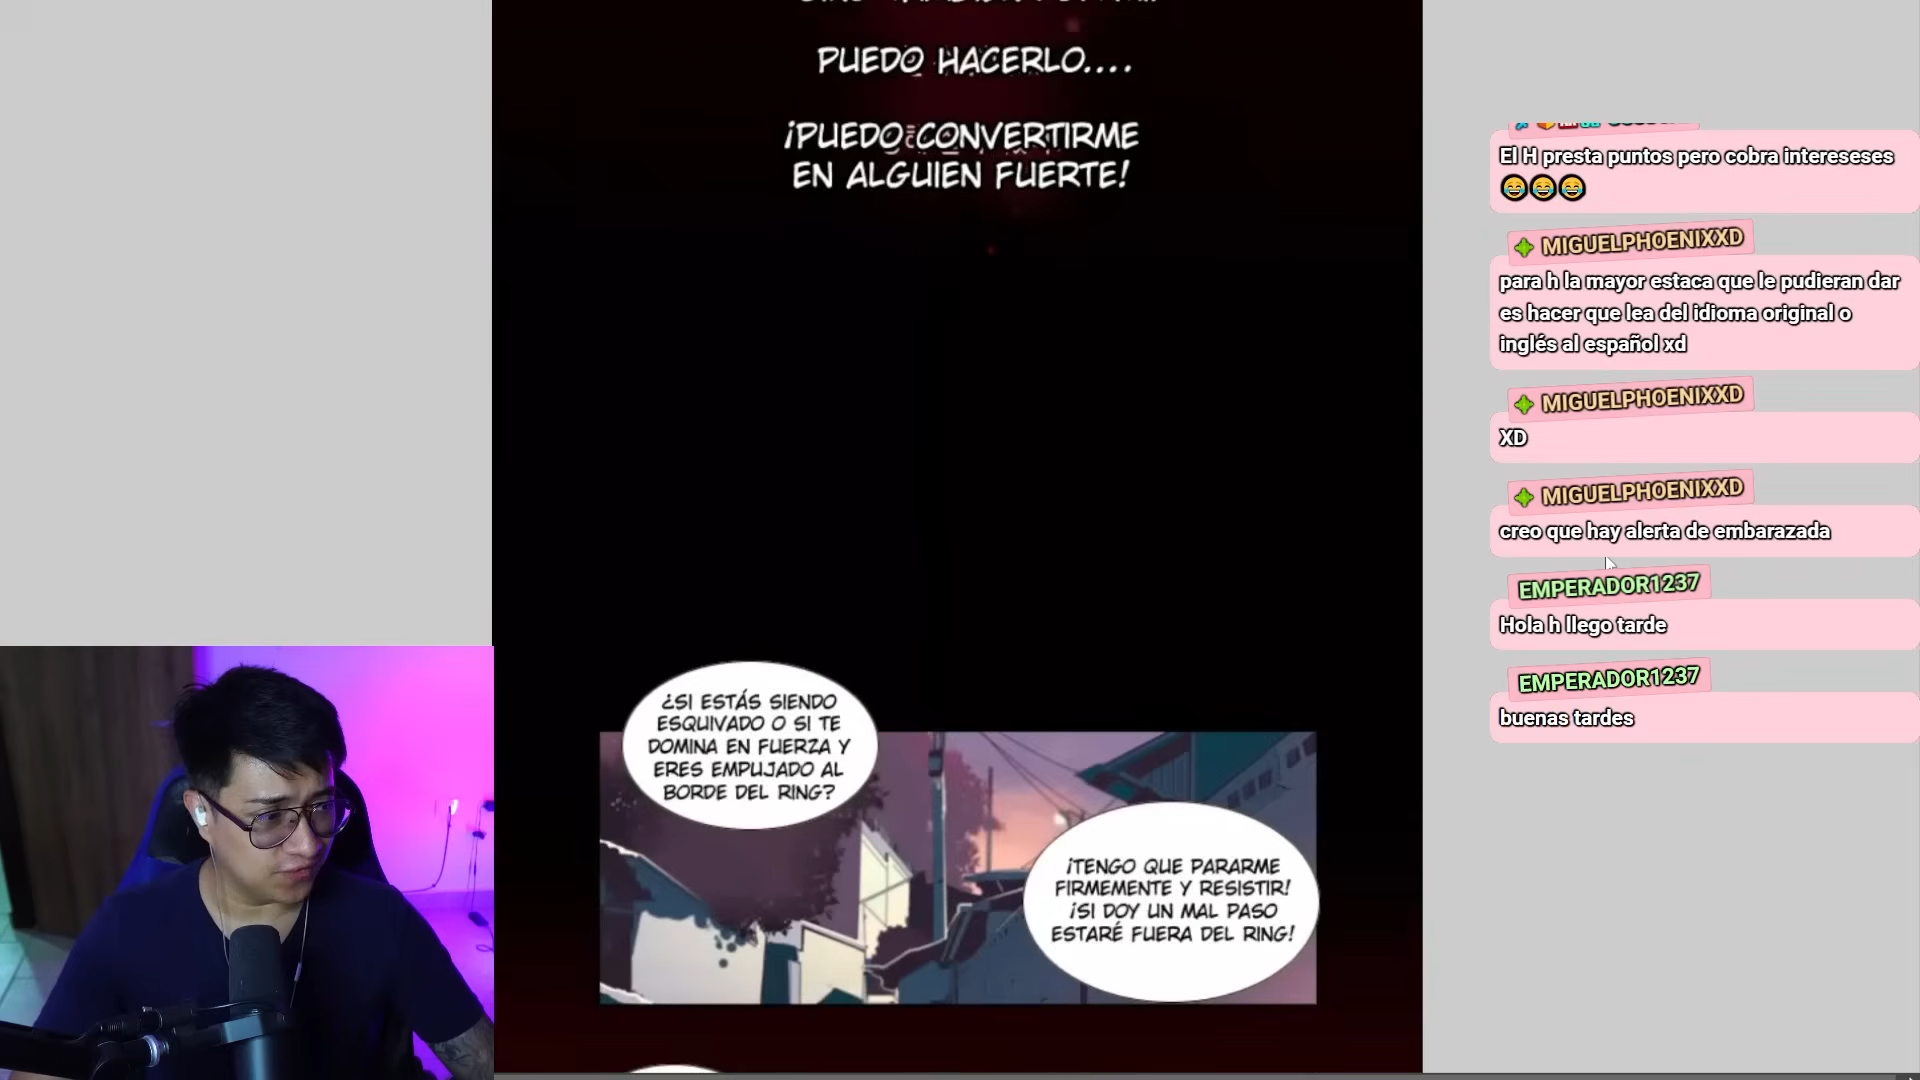 PUEDO HACERLO....
¡PUEDO CONVERTIRME
EN ALGUIEN FUERTE!
¿SI ESTÁS SIENDO
ESQUIVADO O SI TE
DOMINA EN FUERZA Y
ERES EMPUJADO AL
BORDE DEL RING?
¡TENGO QUE PARARME
FIRMEMENTE Y RESISTIR!
¡SI DOY UN MAL PASO
ESTARÉ FUERA DEL RING!
El H presta puntos pero cobra intereseses
😂😂😂
MIGUELPHOENIXXD
para h la mayor estaca que le pudieran dar
es hacer que lea del idioma original o
inglés al español xd
MIGUELPHOENIXXD
XD
MIGUELPHOENIXXD
creo que hay alerta de embarazada
EMPERADOR1237
Hola h llego tarde
EMPERADOR1237
buenas tardes